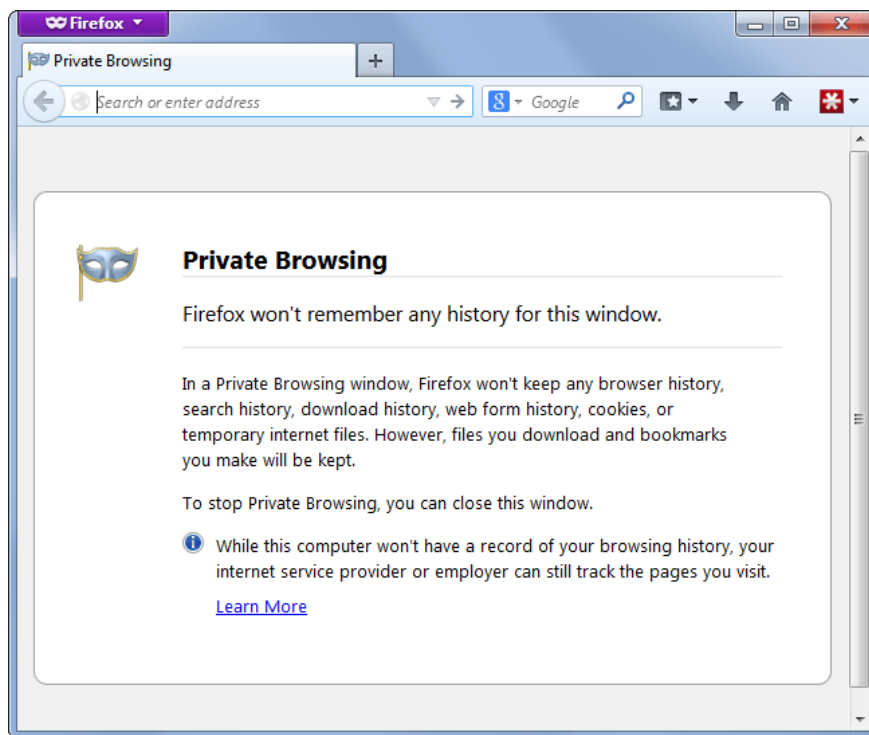 Firefox
Private Browsing
Search or enter address
Google
Private Browsing
Firefox won't remember any history for this window.
In a Private Browsing window, Firefox won't keep any browser history,
search history, download history, web form history, cookies, or
temporary internet files. However, files you download and bookmarks
you make will be kept.
To stop Private Browsing, you can close this window.
While this computer won't have a record of your browsing history, your
internet service provider or employer can still track the pages you visit.
Learn More